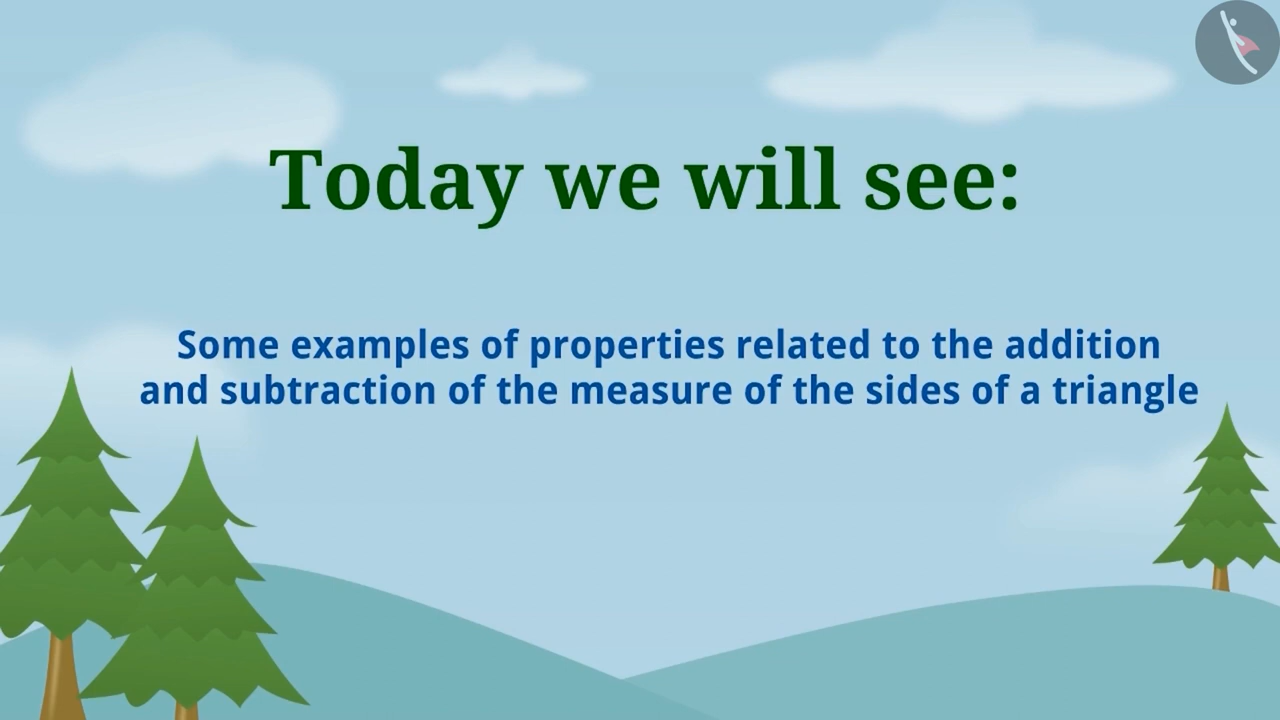 Today we will see:
Some examples of properties related to the addition
and subtraction of the measure of the sides of a triangle